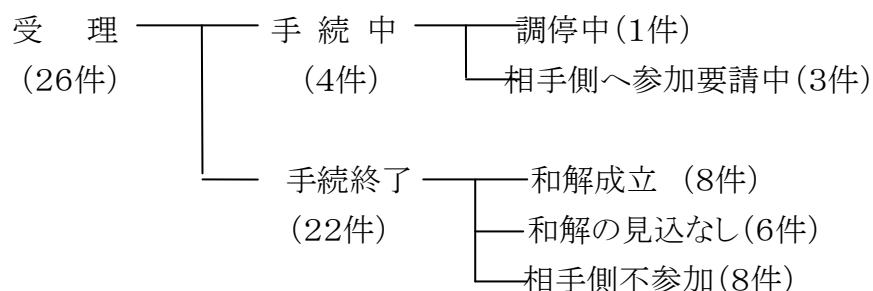 受 理 手 続 中 調停中(1件)
(26件) (4件) 相手側へ参加要請中(3件)
手続終了 和解成立 (8件)
(22件) 和解の見込なし(6件)
相手側不参加(8件)